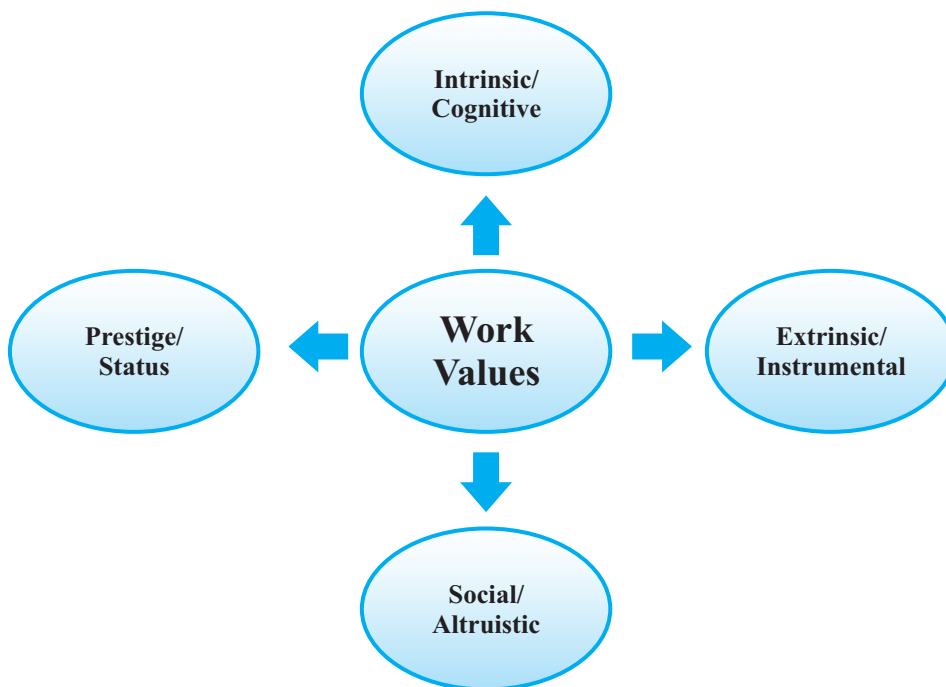 Intrinsic/
Cognitive
Prestige/
Status
Work
Values
Extrinsic/
Instrumental
Social/
Altruistic